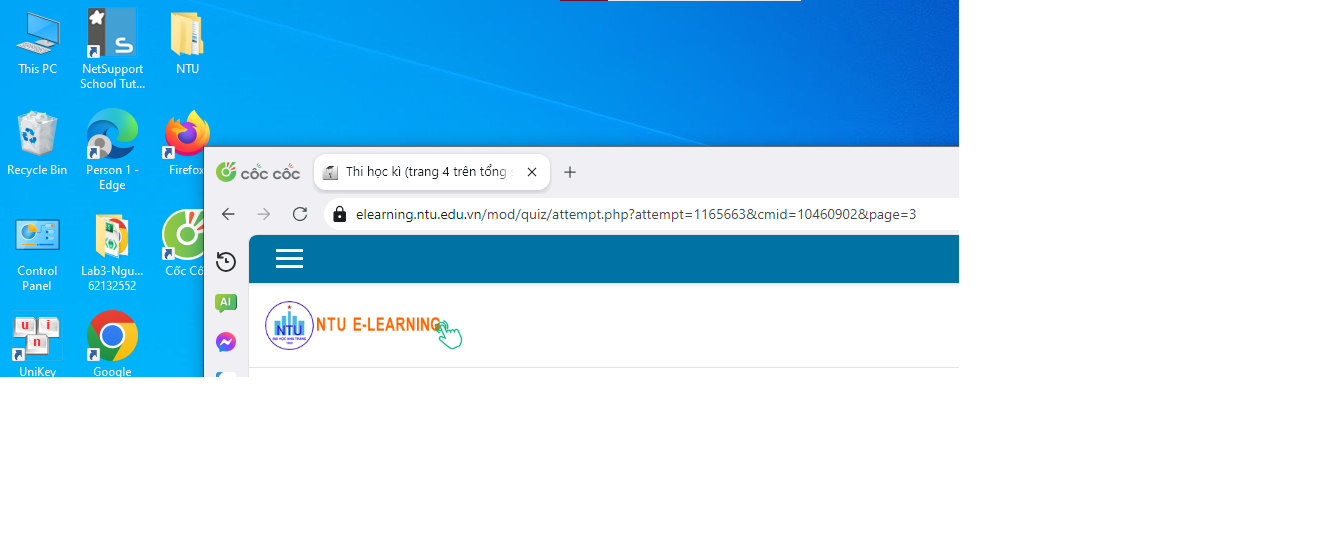 This PC
NetSupport
School Tut...
NTU
Recycle Bin
Person 1 -
Edge
Firefox
Control
Panel
Lab3-Ngu...
62132552
Cốc Cố
u i
n
UniKey
Google
cốc cốc
Thi học kì (trang 4 trên tổng
elearning.ntu.edu.vn/mod/quiz/attempt.php?attempt=1165663&cmid=10460902&page=3
AI
NTU
NTU E-LEARNING